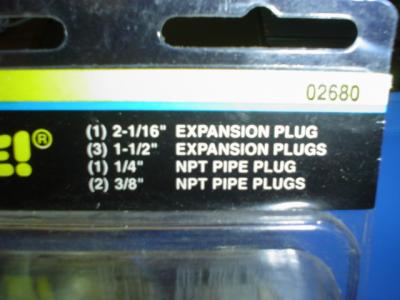 02680
(1) 2-1/16" EXPANSION PLUG
(3) 1-1/2" EXPANSION PLUGS
E!® (1) 1/4" NPT PIPE PLUG
(2) 3/8" NPT PIPE PLUGS